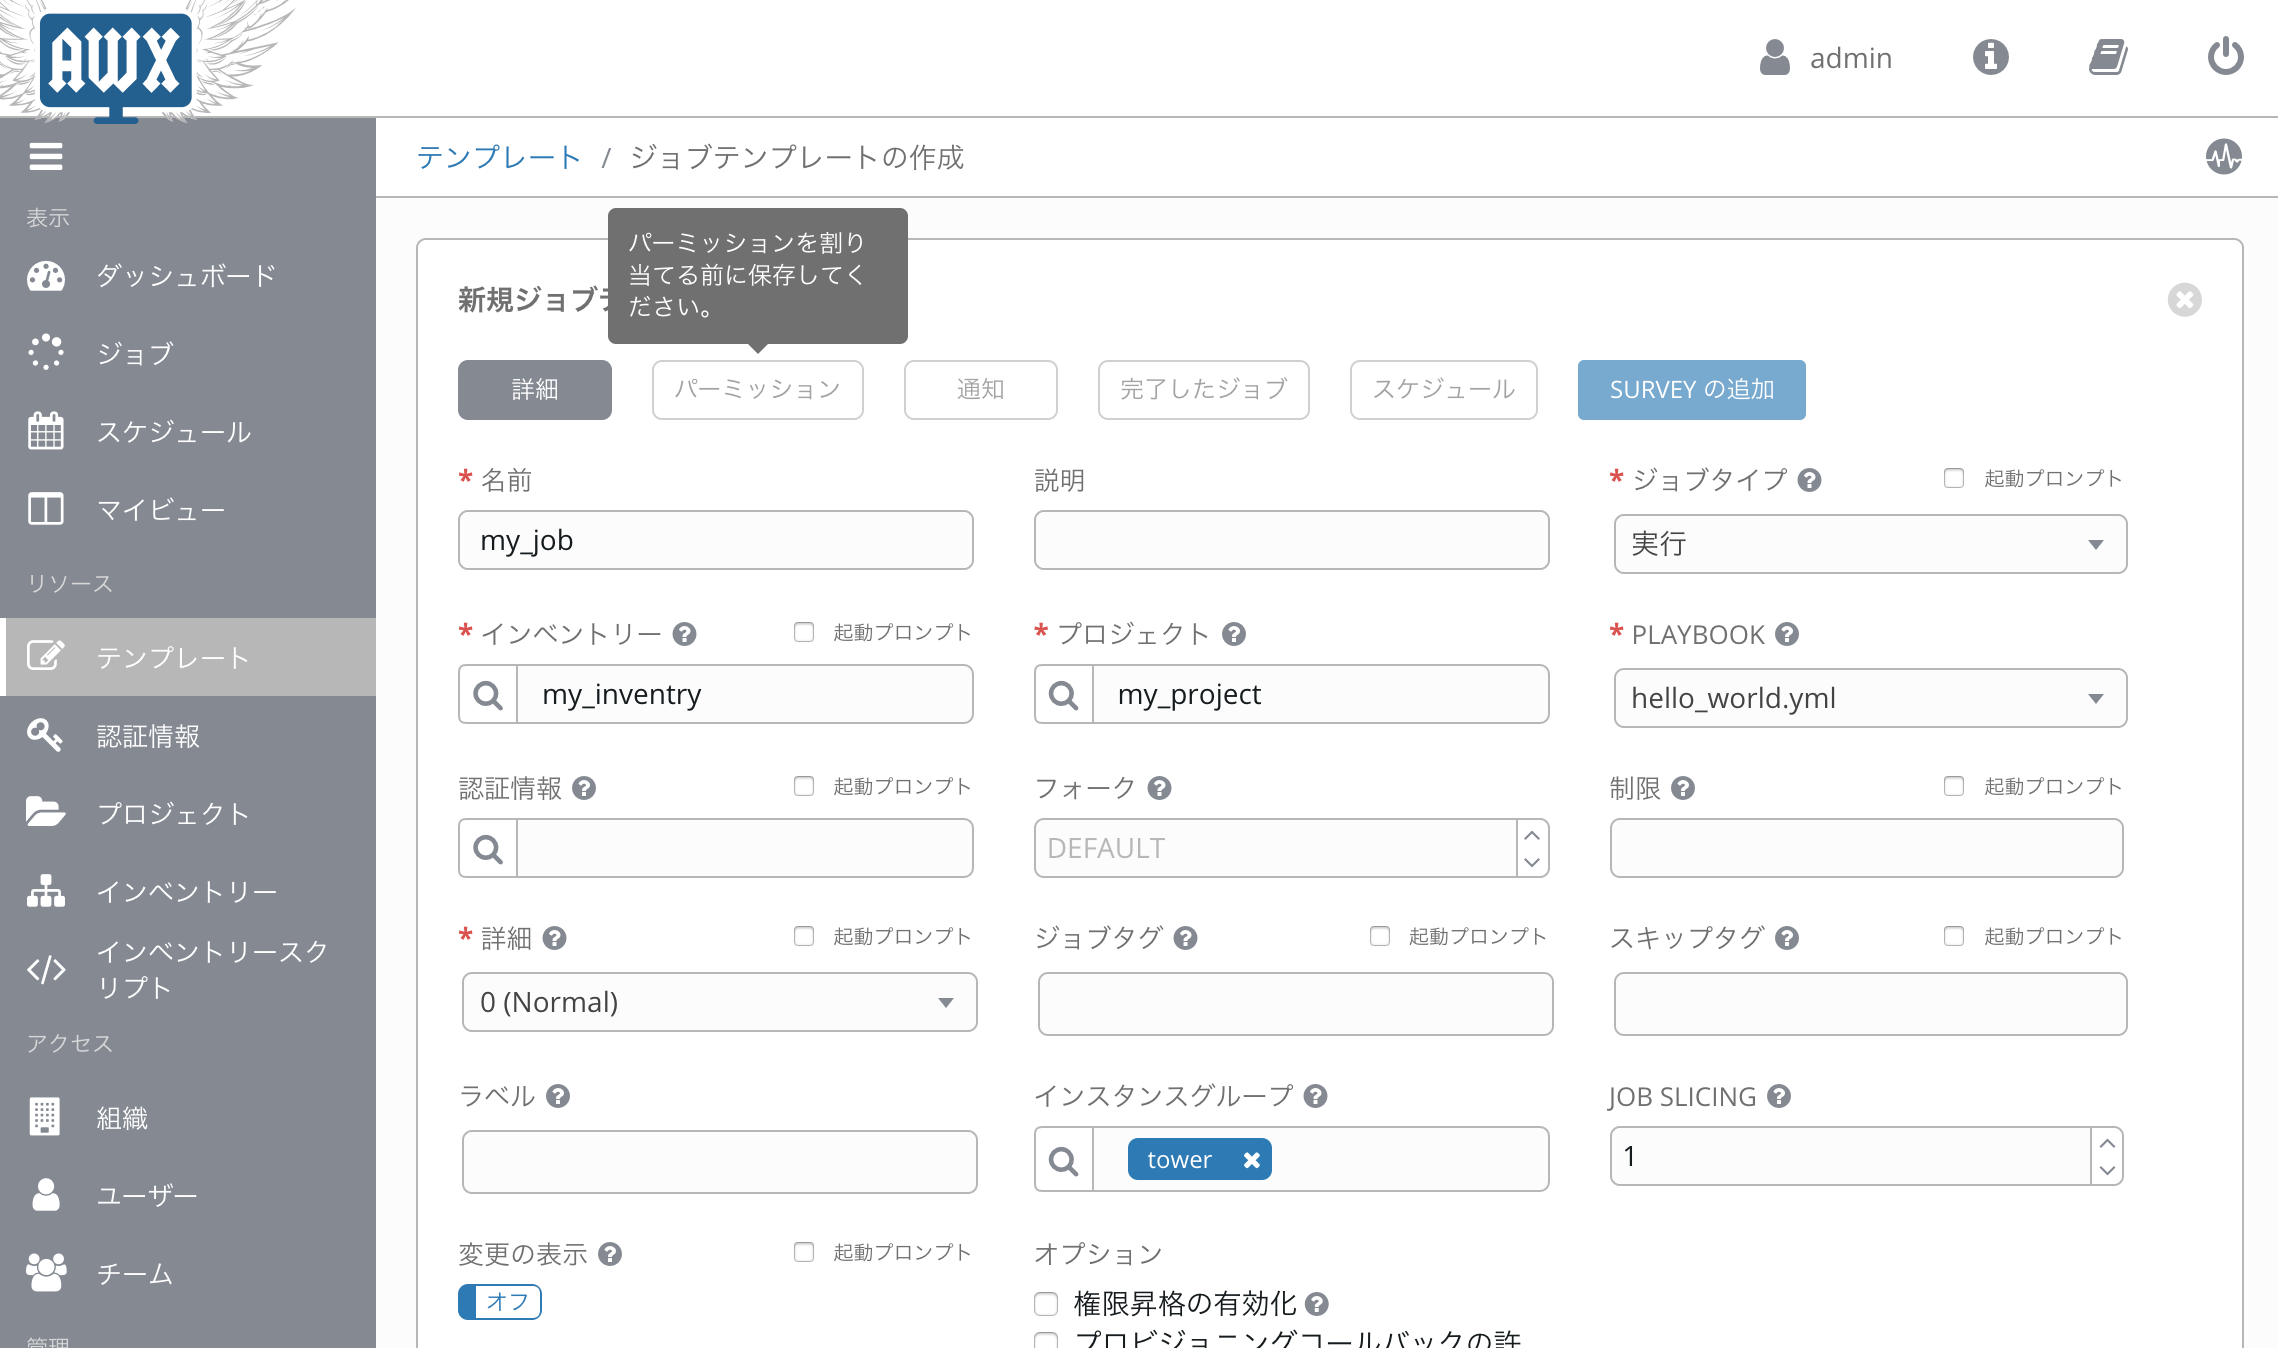 AWX
admin
テンプレート / ジョブテンプレートの作成
表示
ダッシュボード
ジョブ
スケジュール
マイビュー
リソース
テンプレート
認証情報
プロジェクト
インベントリー
インベントリースク
リプト
アクセス
組織
ユーザー
チーム
管理
パーミッションを割り
当てる前に保存してく
ださい。
新規ジョブテ
詳細 パーミッション 通知 完了したジョブ スケジュール SURVEY の追加
* 名前 説明 * ジョブタイプ 起動プロンプト
my_job 実行
* インベントリー 起動プロンプト * プロジェクト * PLAYBOOK
my_inventry my_project hello_world.yml
認証情報 起動プロンプト フォーク 制限 起動プロンプト
DEFAULT
* 詳細 起動プロンプト ジョブタグ 起動プロンプト スキップタグ 起動プロンプト
0 (Normal)
ラベル インスタンスグループ JOB SLICING
tower 1
変更の表示 起動プロンプト オプション
オフ 権限昇格の有効化
プロビジョニングコールバックの許